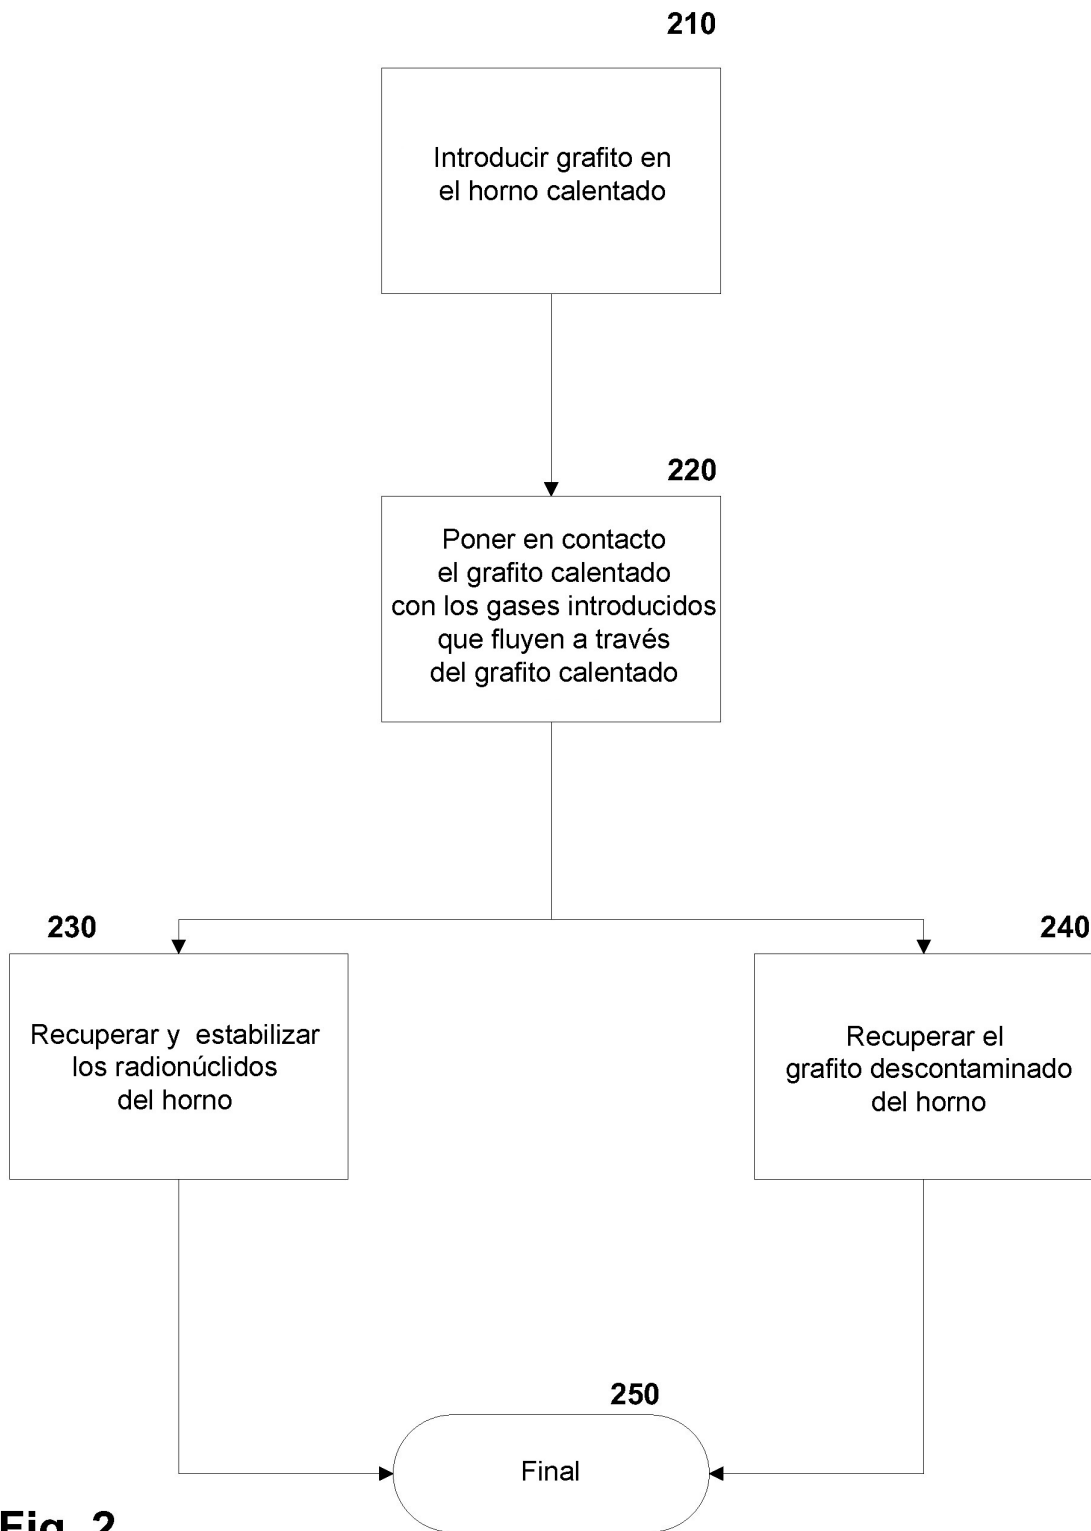 210
Introducir grafito en
el horno calentado
220
Poner en contacto
el grafito calentado
con los gases introducidos
que fluyen a través
del grafito calentado
230
Recuperar y  estabilizar
los radionúclidos
del horno
240
Recuperar el
grafito descontaminado
del horno
250
Final
Fig. 2